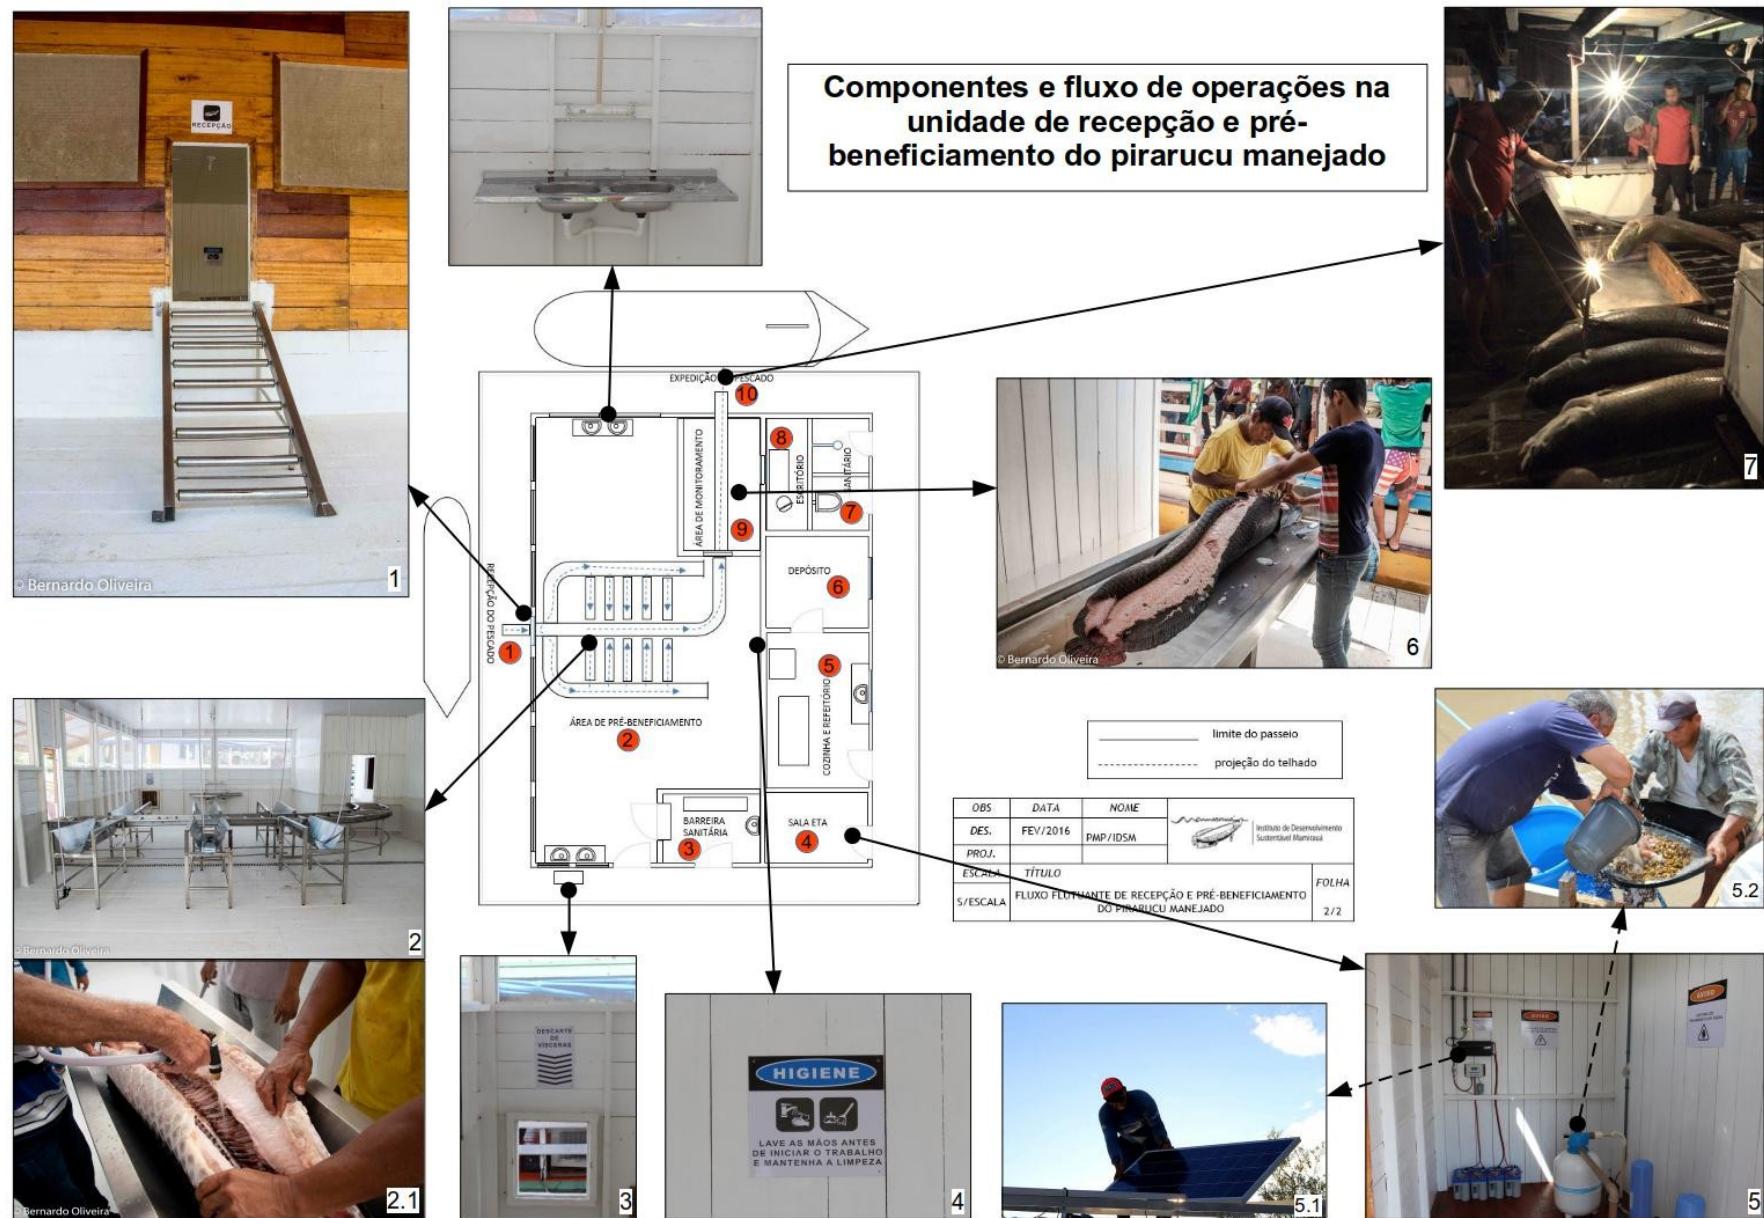 Componentes e fluxo de operações na
unidade de recepção e pré-
beneficiamento do pirarucu manejado
RECEPÇÃO
© Bernardo Oliveira
1
7
EXPEDIÇÃO PESCADO
10
ÁREA DE MONITORAMENTO
9
8
ESCRITÓRIO
SANITÁRIO
7
DEPÓSITO
6
RECEPÇÃO DO PESCADO
1
5
COZINHA E REFEITÓRIO
ÁREA DE PRÉ-BENEFICIAMENTO
2
BARREIRA
SANITÁRIA
3
SALA ETA
4
© Bernardo Oliveira
6
© Bernardo Oliveira
2
© Bernardo Oliveira
2.1
limite do passeio
projeção do telhado
OBS DATA NOME
DES. FEV/2016 PMP/IDSM
Instituto de Desenvolvimento
Sustentável Mamirauá
PROJ.
ESCALA TÍTULO FOLHA
S/ESCALA FLUXO FLUTUANTE DE RECEPÇÃO E PRÉ-BENEFICIAMENTO
DO PIRARUCU MANEJADO
2/2
5.2
DESCARTE
DE
VÍSCERAS
3
HIGIENE
LAVE AS MÃOS ANTES
DE INICIAR O TRABALHO
E MANTENHA A LIMPEZA
4
5.1
AVISO
AVISO
5